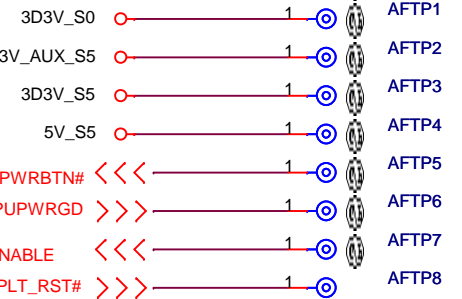 3D3V_S0 1 AFTP1
3V_AUX_S5 1 AFTP2
3D3V_S5 1 AFTP3
5V_S5 1 AFTP4
PWRBTN# 1 AFTP5
PUPWRGD 1 AFTP6
NABLE 1 AFTP7
PLT_RST# 1 AFTP8